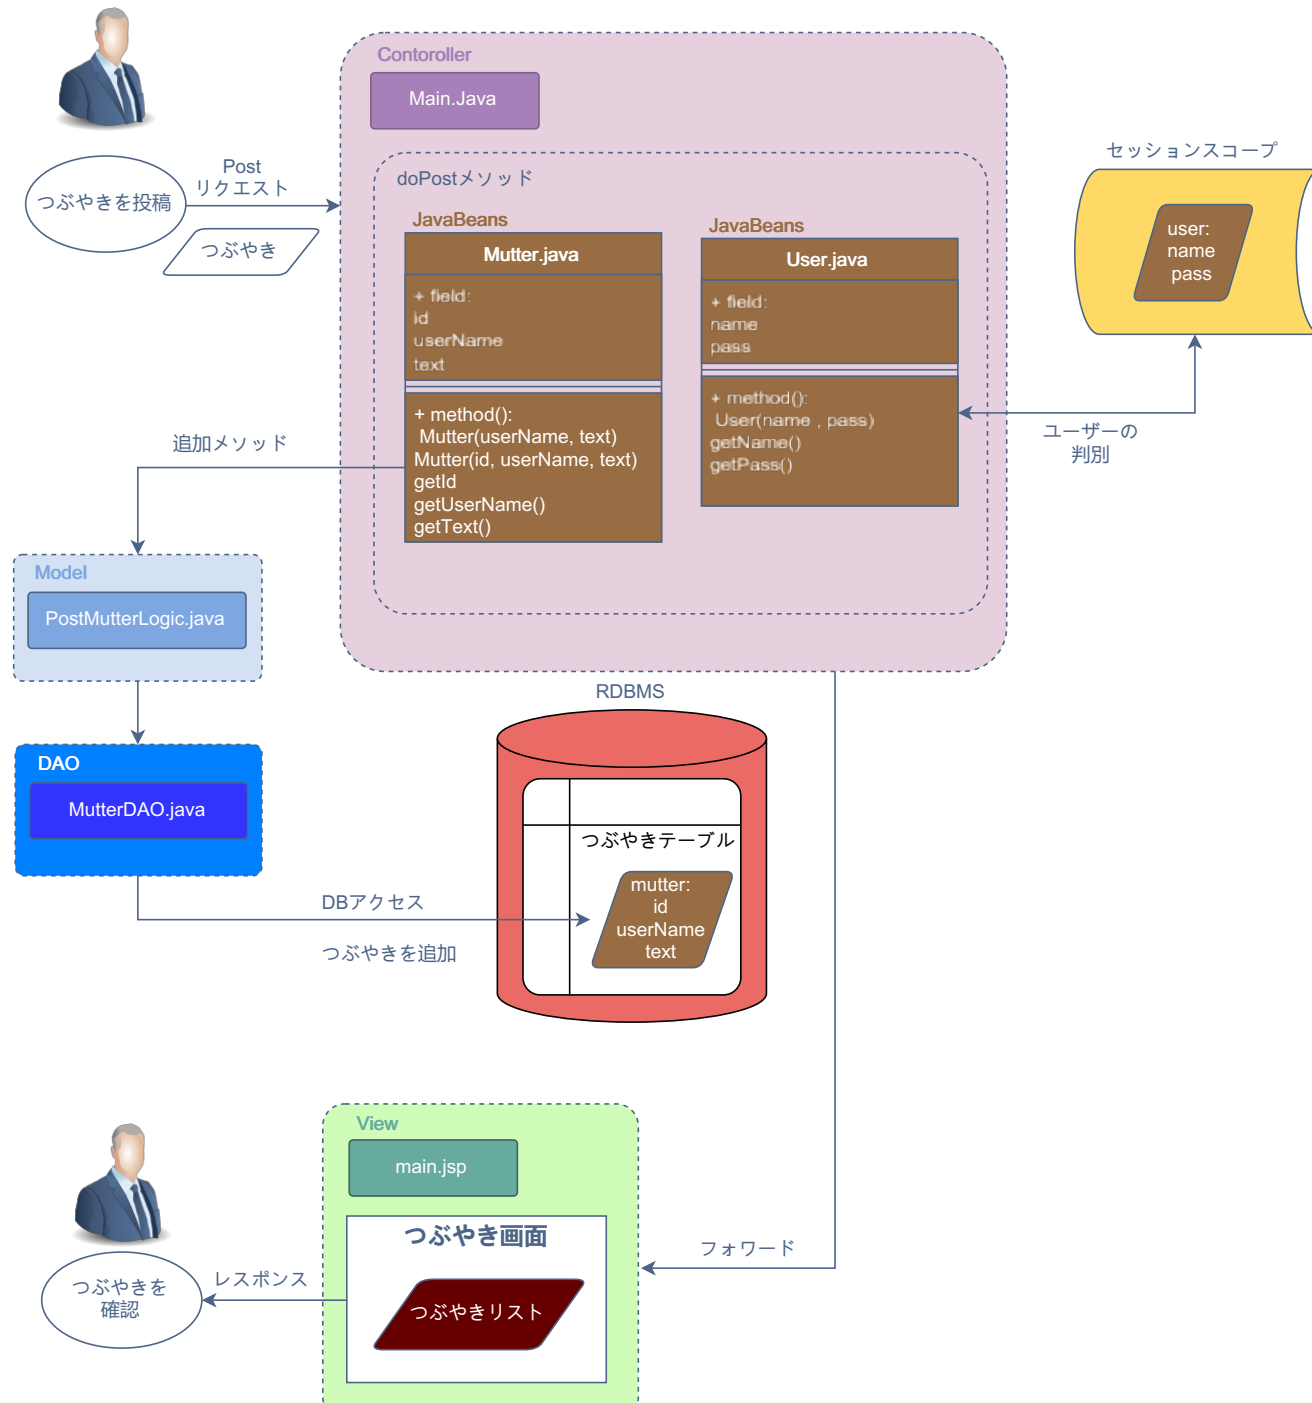 Contoroller
Main.Java
つぶやきを投稿
Post
リクエスト
つぶやき
doPostメソッド
JavaBeans
Mutter.java
+ field:
id
userName
text
+ method():
Mutter(userName, text)
Mutter(id, userName, text)
getId
getUserName()
getText()
JavaBeans
User.java
+ field:
name
pass
+ method():
User(name , pass)
getName()
getPass()
セッションスコープ
user:
name
pass
ユーザーの
判別
追加メソッド
Model
PostMutterLogic.java
DAO
MutterDAO.java
RDBMS
つぶやきテーブル
mutter:
id
userName
text
DBアクセス
つぶやきを追加
View
main.jsp
つぶやき画面
つぶやきリスト
フォワード
レスポンス
つぶやきを
確認